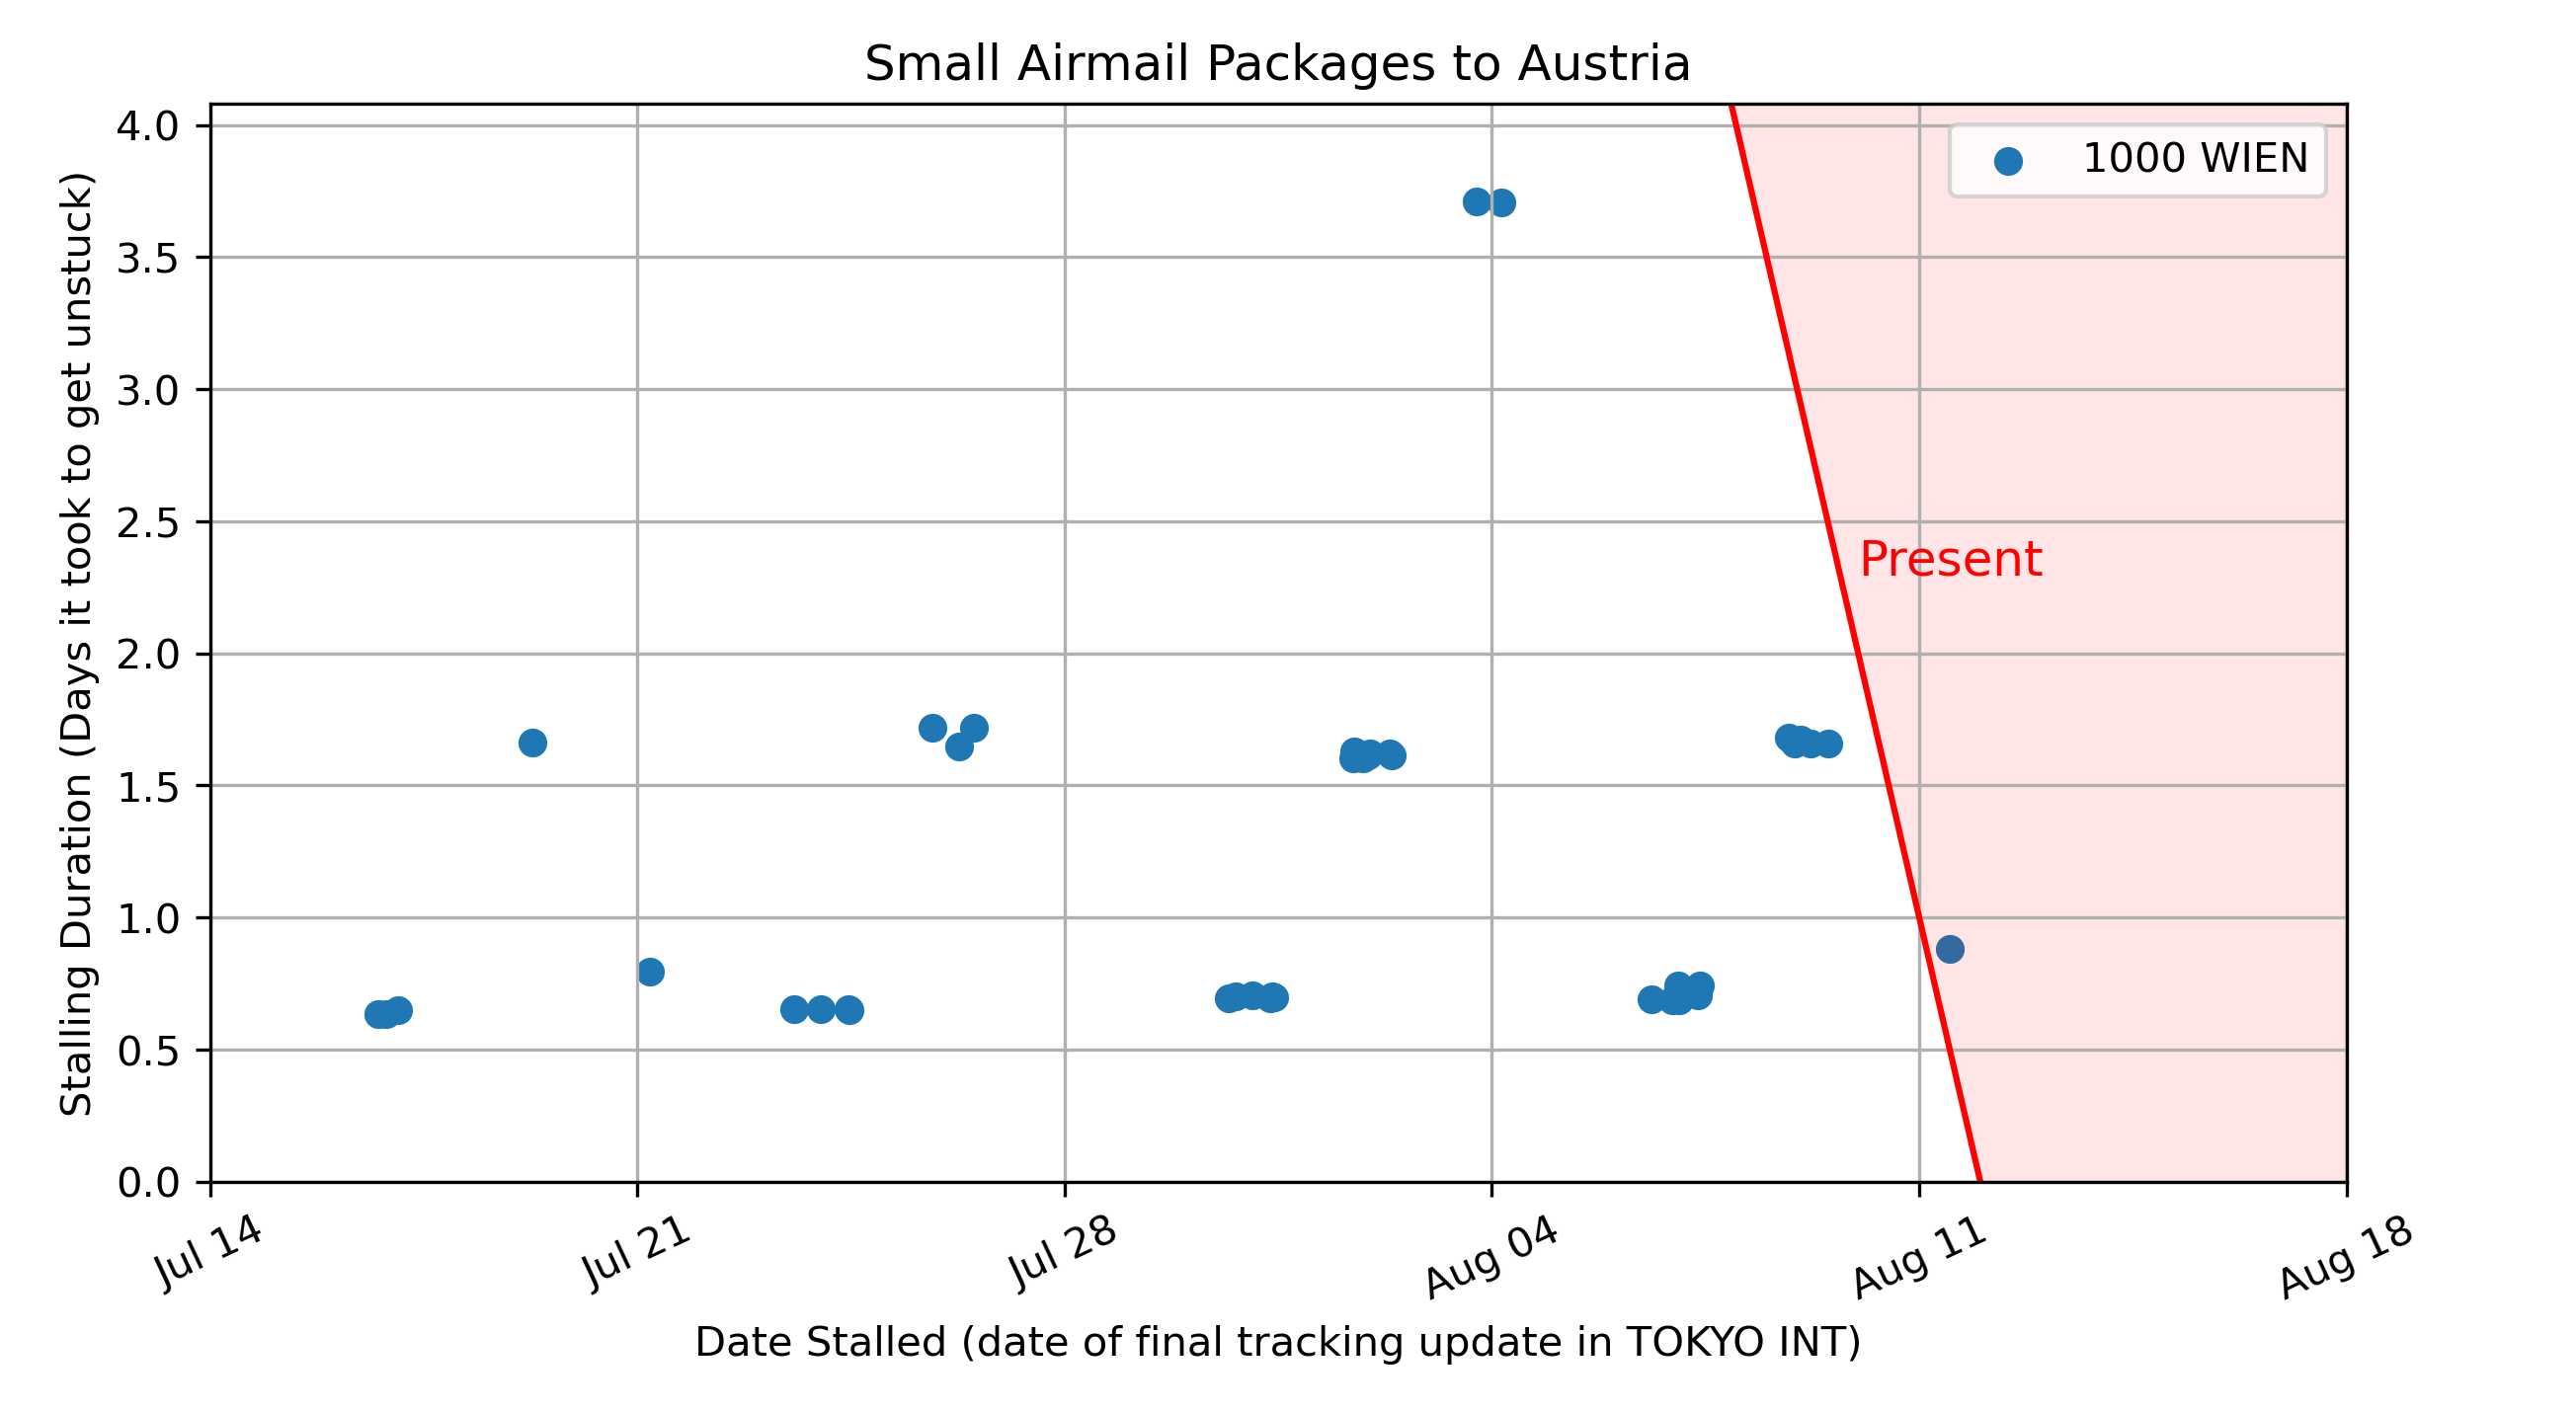 Small Airmail Packages to Austria
1000 WIEN
Present
Stalling Duration (Days it took to get unstuck)
4.0
3.5
3.0
2.5
2.0
1.5
1.0
0.5
0.0
Jul 14
Jul 21
Jul 28
Aug 04
Aug 11
Aug 18
Date Stalled (date of final tracking update in TOKYO INT)